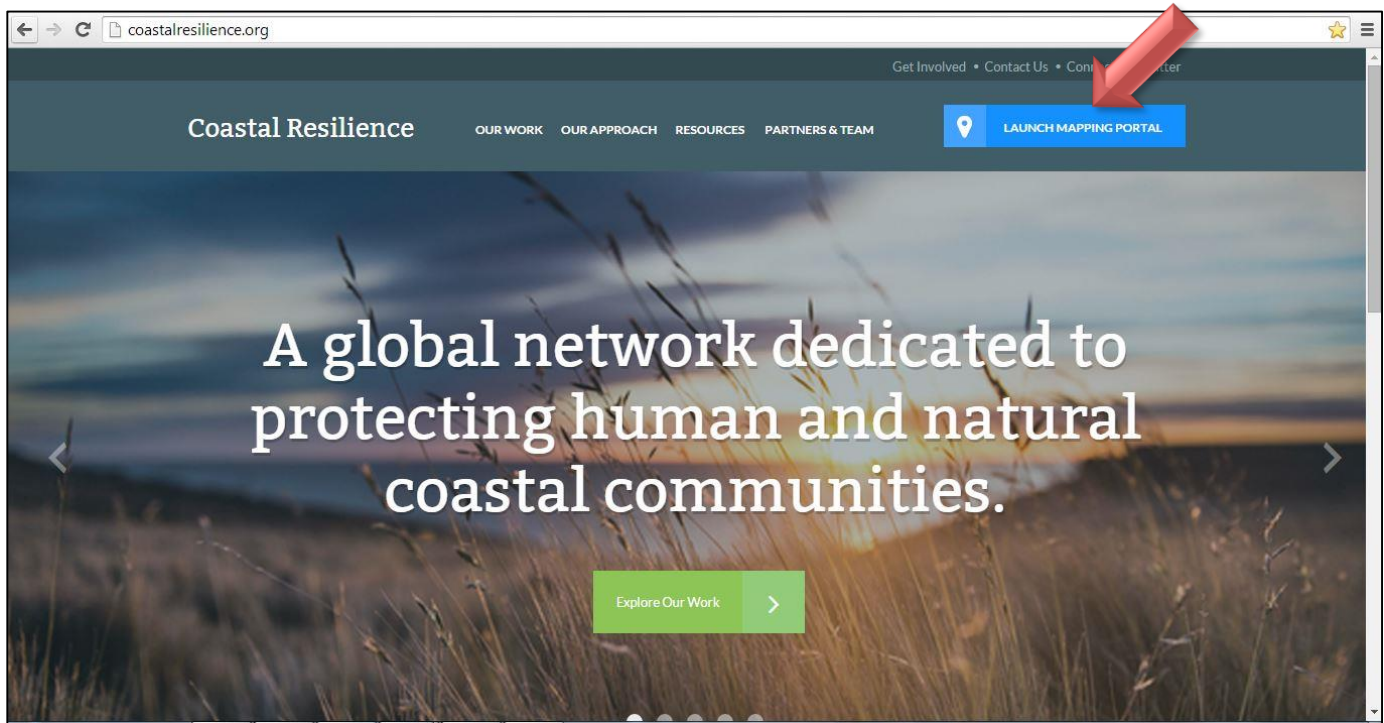 coastalresilience.org
Get Involved • Contact Us •
Coastal Resilience OUR WORK OUR APPROACH RESOURCES PARTNERS & TEAM LAUNCH MAPPING PORTAL
A global network dedicated to
protecting human and natural
coastal communities.
Explore Our Work